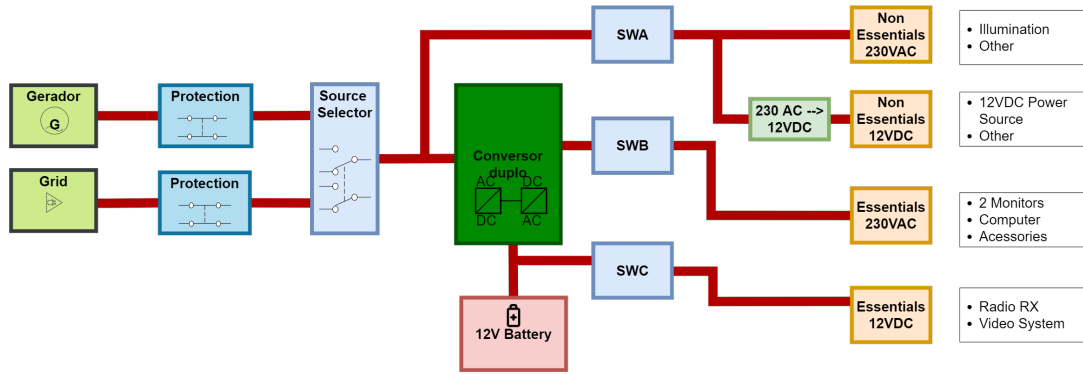 Gerador
G
Protection
Grid
Protection
Source
Selector
Conversor
duplo
AC
DC
DC
AC
12V Battery
SWA
SWB
SWC
230 AC -->
12VDC
Non
Essentials
230VAC
Non
Essentials
12VDC
Essentials
230VAC
Essentials
12VDC
• Illumination
• Other
• 12VDC Power
Source
• Other
• 2 Monitors
• Computer
• Acessories
• Radio RX
• Video System